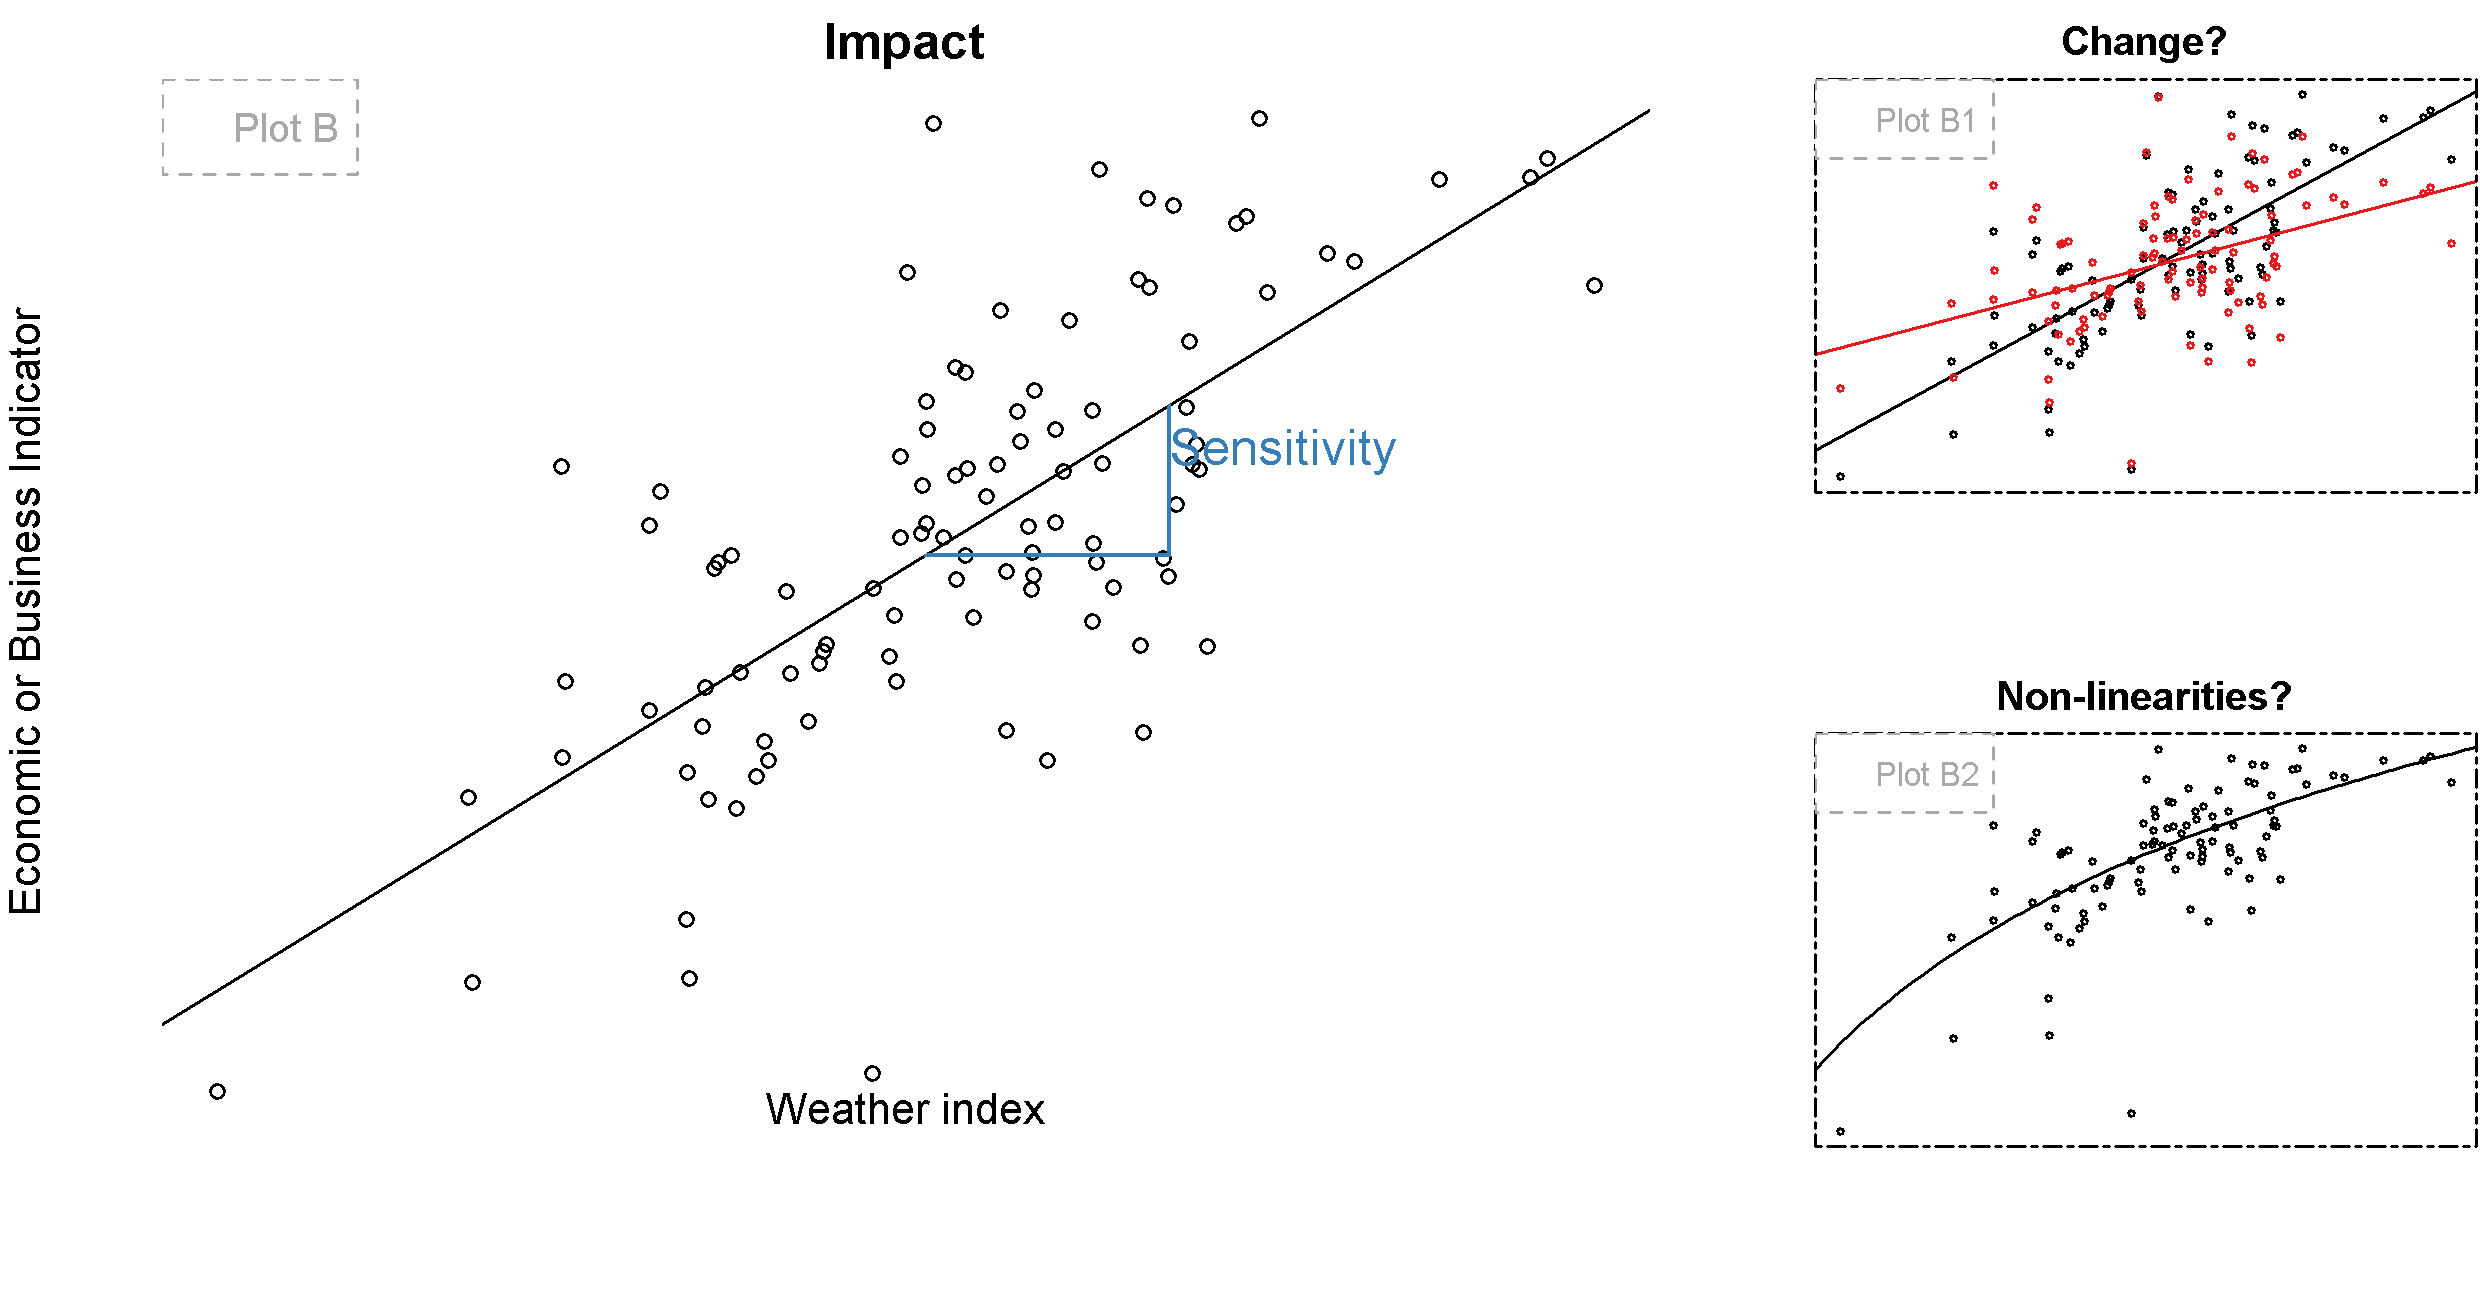 Impact
Plot B
Economic or Business Indicator
Sensitivity
Weather index
Change?
Plot B1
Non-linearities?
Plot B2